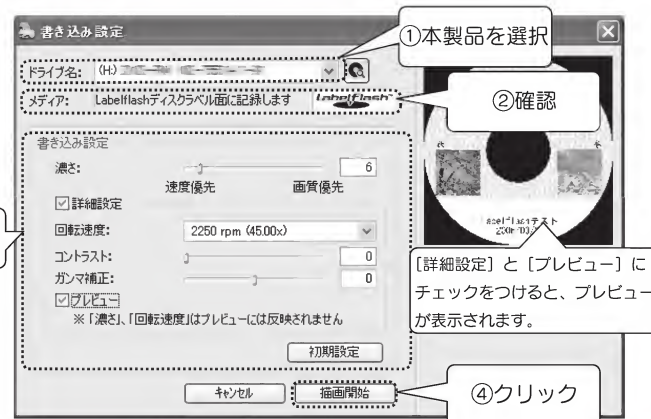 書き込み設定
①本製品を選択
ドライブ名: (H:)
メディア: Labelflashディスクラベル面に記録します Labelflash
②確認
書き込み設定
濃さ: 6
速度優先 画質優先
詳細設定
回転速度: 2250 rpm (45.00x)
コントラスト: 0
ガンマ補正: 0
プレビュー
※「濃さ」、「回転速度」はプレビューには反映されません
初期設定
[詳細設定] と [プレビュー] に
チェックをつけると、プレビュー
が表示されます。
キャンセル 描画開始
④クリック